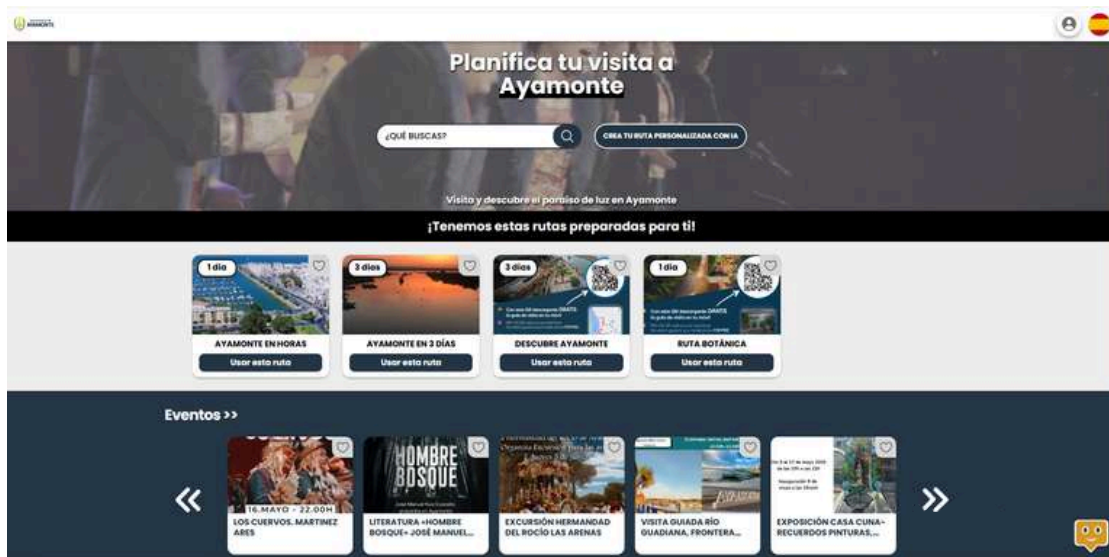 AYAMONTE
Planifica tu visita a
Ayamonte
¿QUÉ BUSCAS?
CREA TU RUTA PERSONALIZADA CON IA
Visita y descubre el paraíso de luz en Ayamonte
¡Tenemos estas rutas preparadas para ti!
1 día
3 días
3 días
1 día
AYAMONTE EN HORAS
AYAMONTE EN 3 DÍAS
DESCUBRE AYAMONTE
RUTA BOTÁNICA
Usar esta ruta
Usar esta ruta
Usar esta ruta
Usar esta ruta
Eventos >>
HOMBRE
BOSQUE
16.MAYO - 22.00H
LOS CUERVOS. MARTINEZ
ARES
LITERATURA «HOMBRE
BOSQUE» JOSÉ MANUEL...
EXCURSIÓN HERMANDAD
DEL ROCÍO LAS ARENAS
VISITA GUIADA RÍO
GUADIANA, FRONTERA...
EXPOSICIÓN CASA CUNA-
RECUERDOS PINTURAS,...